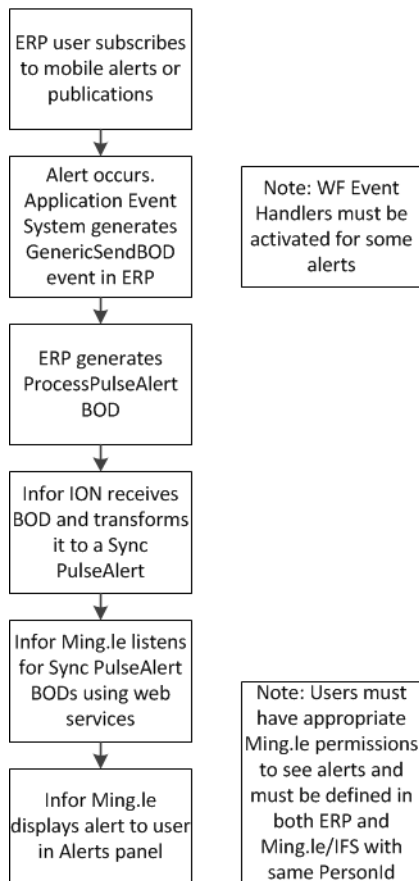 ERP user subscribes
to mobile alerts or
publications
Alert occurs.
Application Event
System generates
GenericSendBOD
event in ERP
Note: WF Event
Handlers must be
activated for some
alerts
ERP generates
ProcessPulseAlert
BOD
Infor ION receives
BOD and transforms
it to a Sync
PulseAlert
Infor Ming.le listens
for Sync PulseAlert
BODs using web
services
Infor Ming.le
displays alert to user
in Alerts panel
Note: Users must
have appropriate
Ming.le permissions
to see alerts and
must be defined in
both ERP and
Ming.le/IFS with
same PersonId